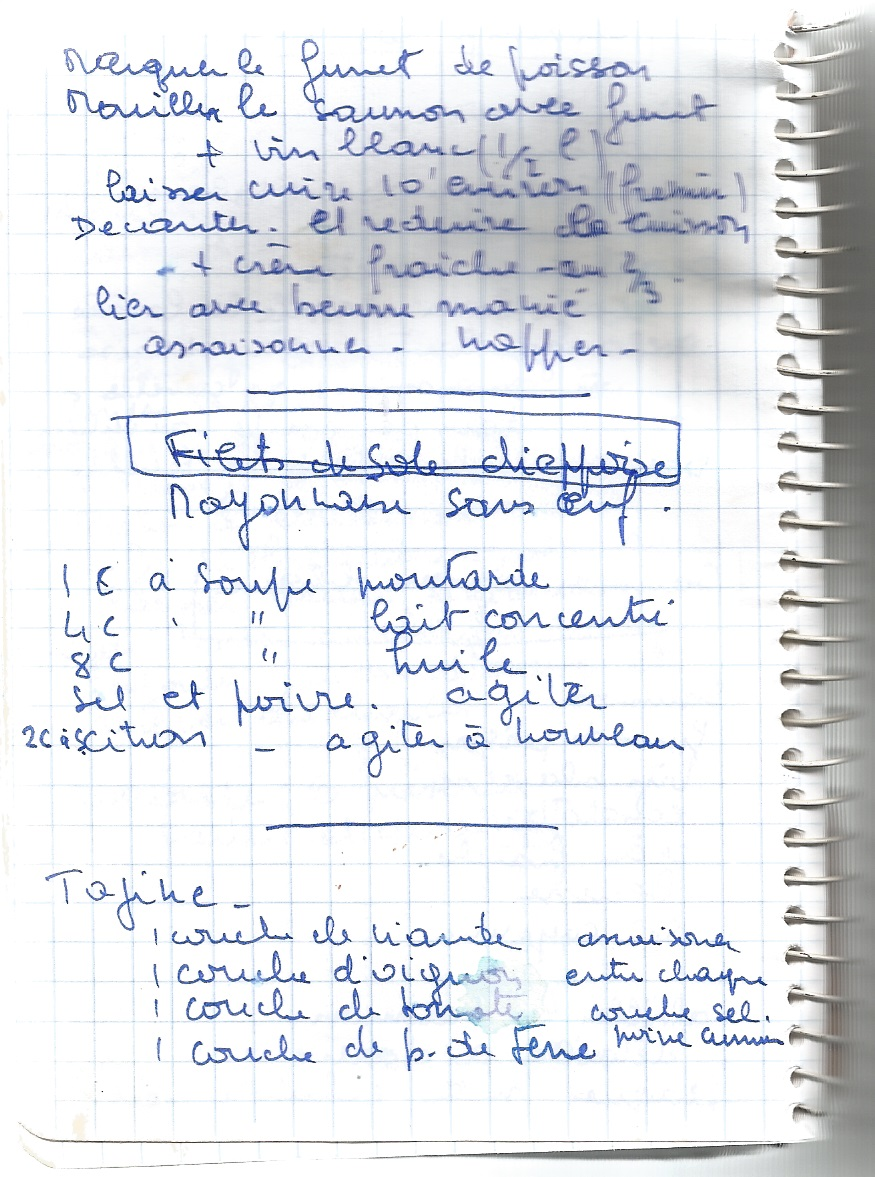 Marquer le fumet de poisson
Mouiller le saumon avec fumet
+ vin blanc (1/2 l)
laisser cuire 10' environ (frémir)
Decanter. et reduire la cuisson
- + crème fraiche - au 2/3.
lier avec beurre manié
assaisonner - napper -
Filets de Sole dieppoise
Mayonnaise sans œuf.
1 C à soupe moutarde
4 C ' " lait concentré
8 C " huile
Sel et poivre. agiter
2C à s citron - agiter à nouveau
Tajine -
1 couche de viande assaisonner
1 couche d'oignons entre chaque
1 couche de tomate couche sel.
1 couche de p. de Terre poivre cumin